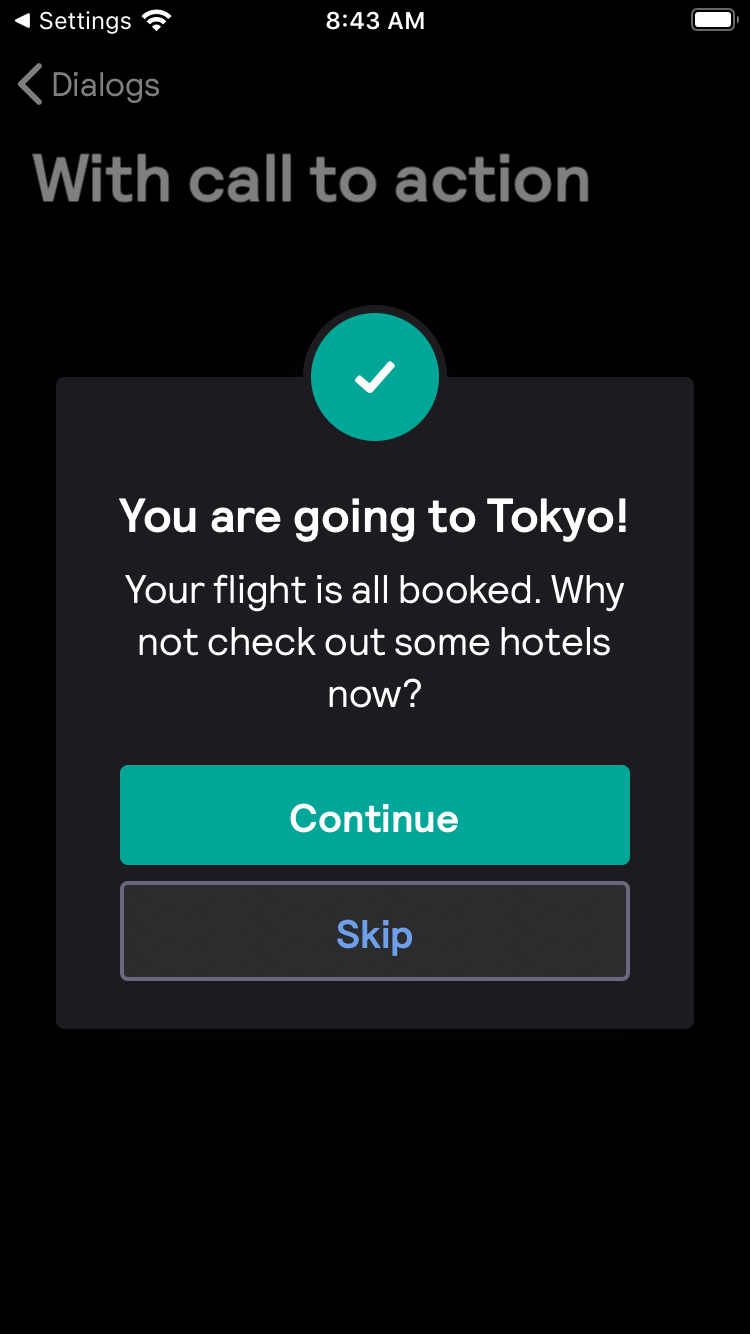 Settings 8:43 AM
Dialogs
With call to action
You are going to Tokyo!
Your flight is all booked. Why
not check out some hotels
now?
Continue
Skip